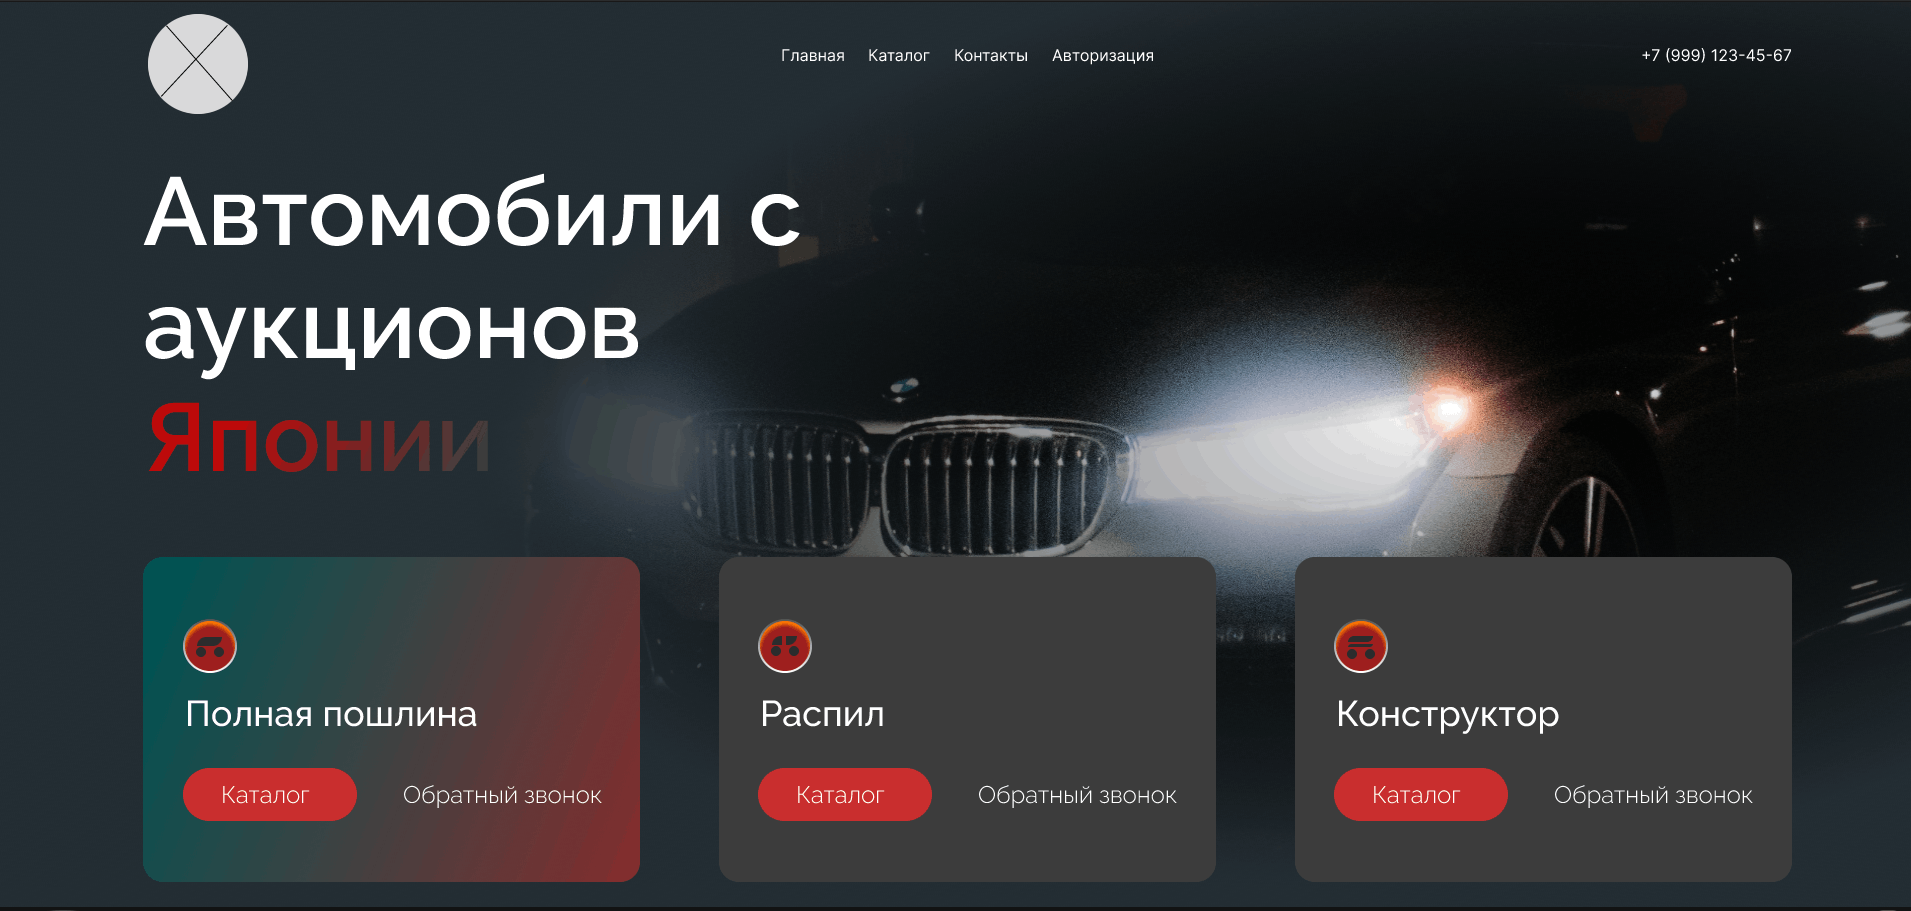 Главная Каталог Контакты Авторизация +7 (999) 123-45-67
Автомобили с
аукционов
Японии
Полная пошлина
Каталог Обратный звонок
Распил
Каталог Обратный звонок
Конструктор
Каталог Обратный звонок